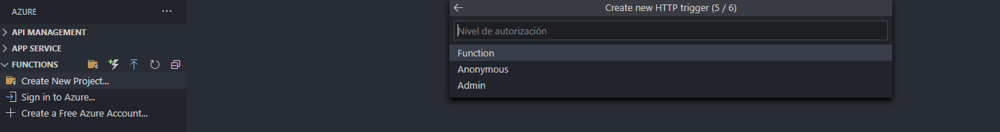 AZURE
API MANAGEMENT
APP SERVICE
FUNCTIONS
Create New Project...
Sign in to Azure...
Create a Free Azure Account...
Create new HTTP trigger (5 / 6)
Nivel de autorización
Function
Anonymous
Admin